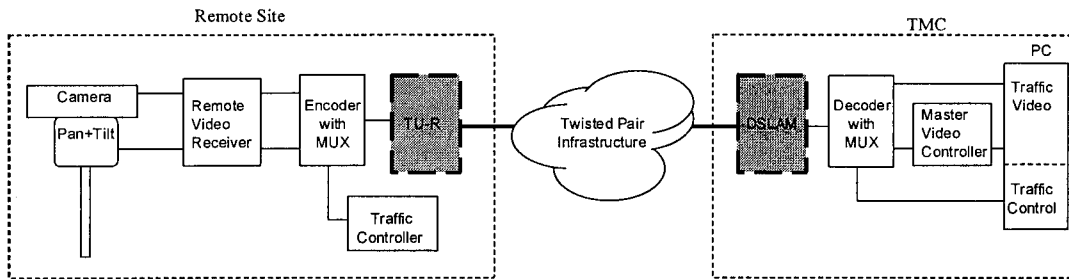 Remote Site
TMC
PC
Camera
Pan+Tilt
Remote
Video
Receiver
Encoder
with
MUX
TU-R
Traffic
Controller
Twisted Pair
Infrastructure
DSLAM
Decoder
with
MUX
Master
Video
Controller
Traffic
Video
Traffic
Control